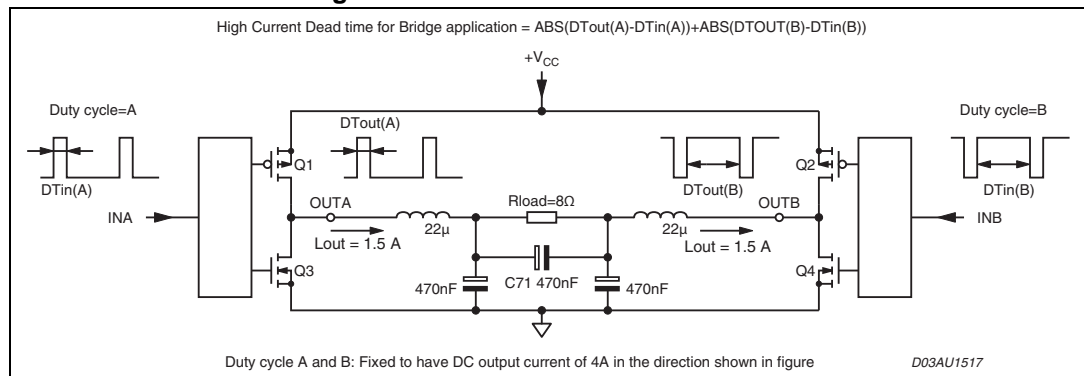 High Current Dead time for Bridge application = ABS(DTout(A)-DTin(A))+ABS(DTOUT(B)-DTin(B))
+VCC
Duty cycle=A
DTout(A)
Duty cycle=B
Q1
Q2
DTin(A)
DTout(B)
DTin(B)
INA
OUTA
Rload=8Ω
OUTB
INB
22μ
22μ
Lout = 1.5 A
Lout = 1.5 A
Q3
Q4
470nF
C71 470nF
470nF
Duty cycle A and B: Fixed to have DC output current of 4A in the direction shown in figure
D03AU1517